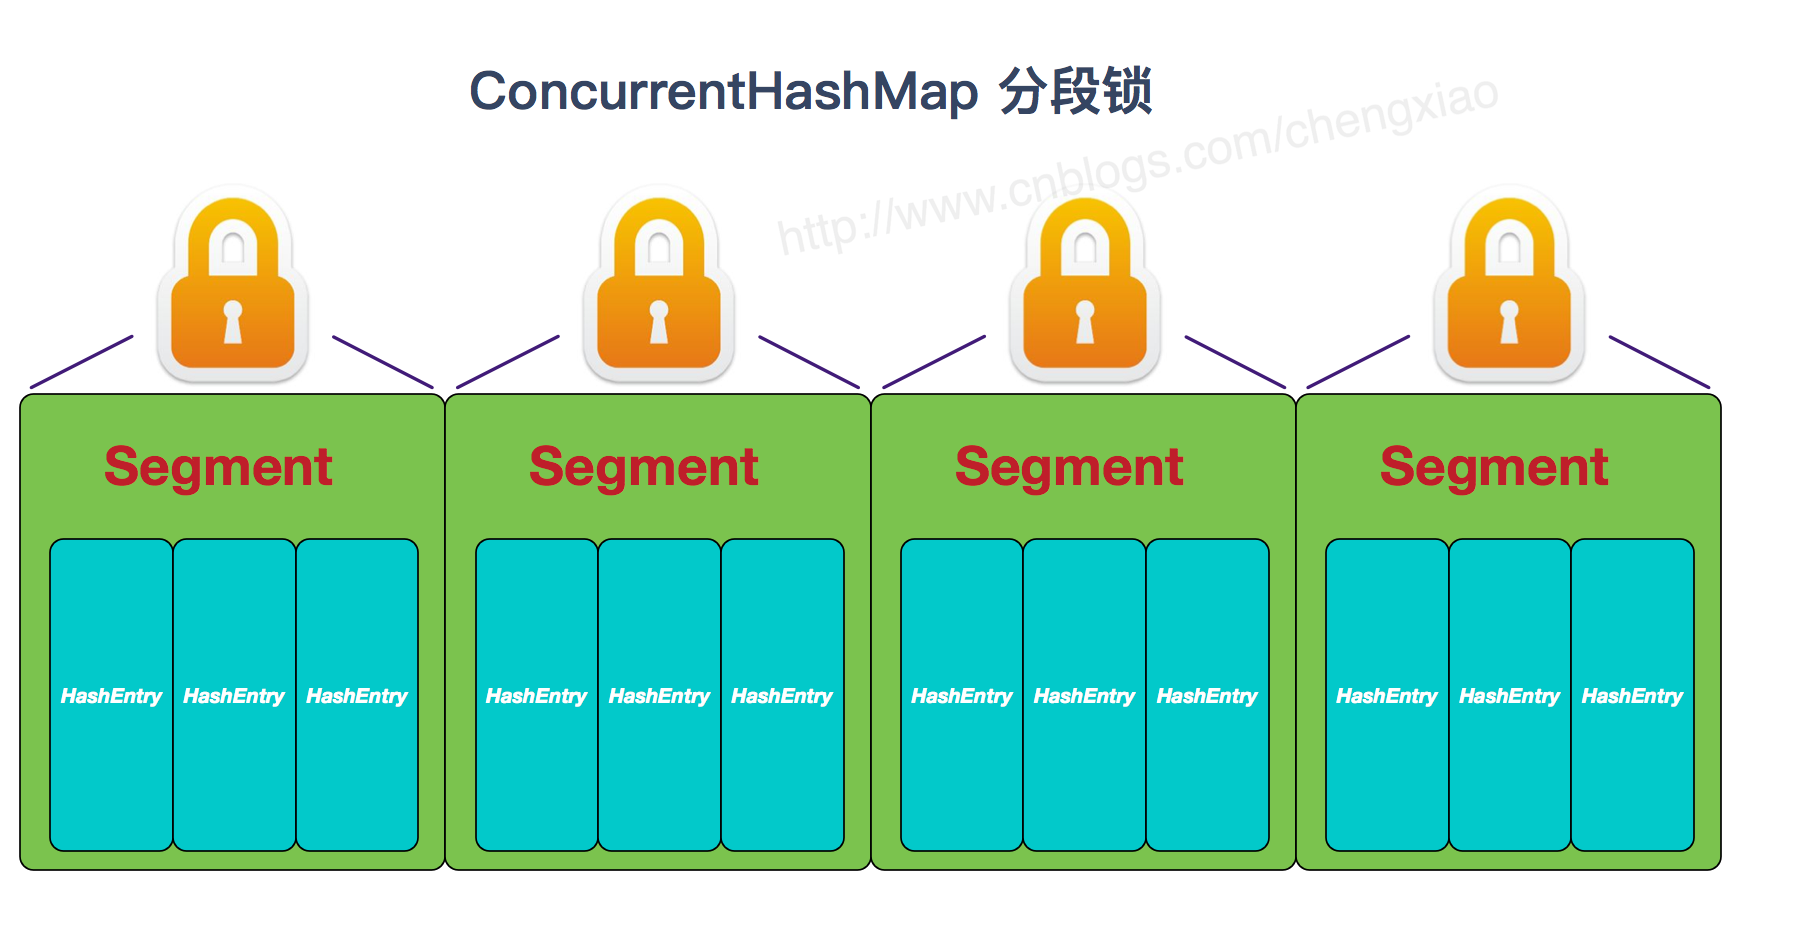 ConcurrentHashMap 分段锁
http://www.cnblogs.com/chengxiao
Segment Segment Segment Segment
HashEntry HashEntry HashEntry HashEntry HashEntry HashEntry HashEntry HashEntry HashEntry HashEntry HashEntry HashEntry